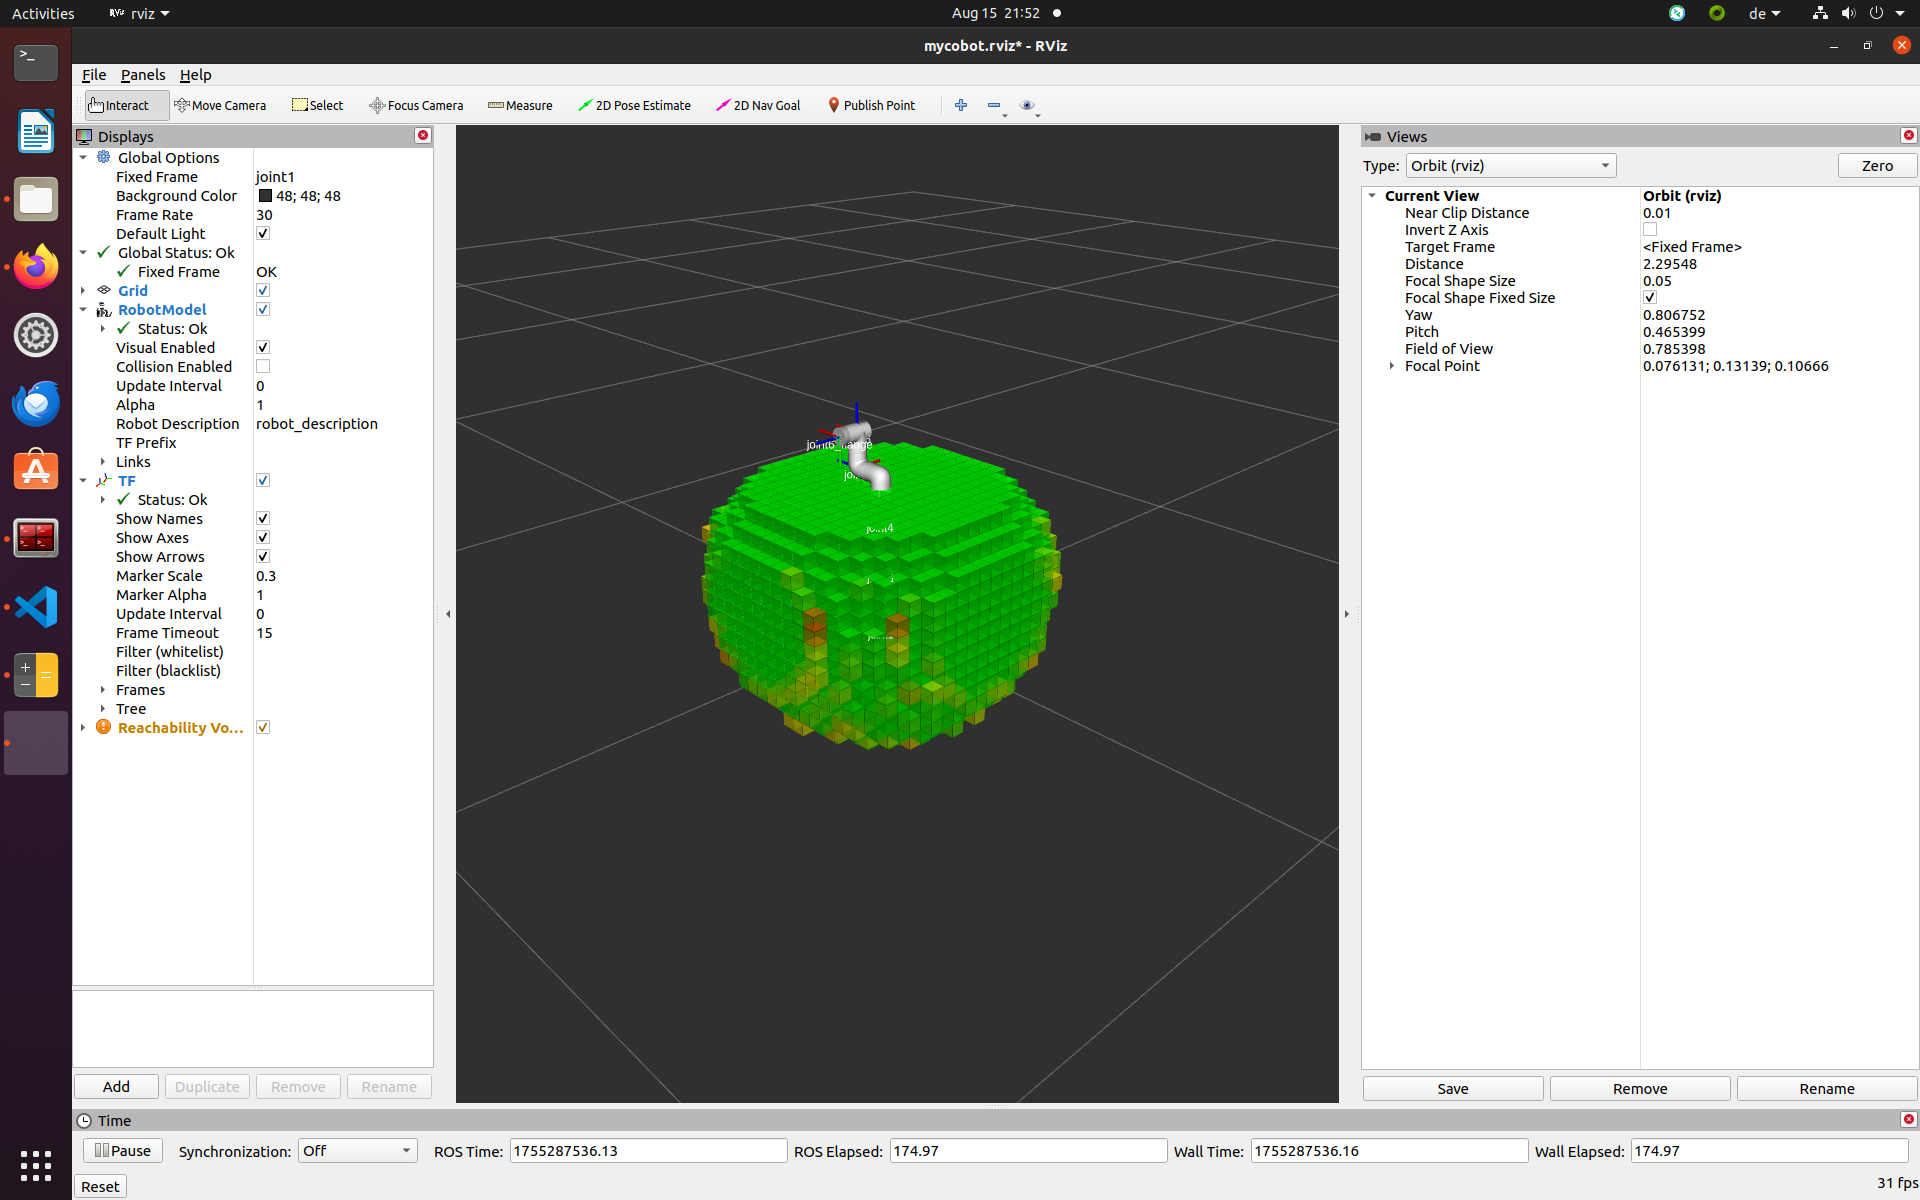 Activities
rviz
Aug 15 21:52
de
mycobot.rviz* - RViz
File Panels Help
Interact Move Camera Select Focus Camera Measure 2D Pose Estimate 2D Nav Goal Publish Point
Displays
Global Options
Fixed Frame joint1
Background Color 48; 48; 48
Frame Rate 30
Default Light
Global Status: Ok
Fixed Frame OK
Grid
RobotModel
Status: Ok
Visual Enabled
Collision Enabled
Update Interval 0
Alpha 1
Robot Description robot_description
TF Prefix
Links
TF
Status: Ok
Show Names
Show Axes
Show Arrows
Marker Scale 0.3
Marker Alpha 1
Update Interval 0
Frame Timeout 15
Filter (whitelist)
Filter (blacklist)
Frames
Tree
Reachability Vo...
Add Duplicate Remove Rename
joint4
Views
Type: Orbit (rviz) Zero
Current View Orbit (rviz)
Near Clip Distance 0.01
Invert Z Axis
Target Frame <Fixed Frame>
Distance 2.29548
Focal Shape Size 0.05
Focal Shape Fixed Size
Yaw 0.806752
Pitch 0.465399
Field of View 0.785398
Focal Point 0.076131; 0.13139; 0.10666
Save Remove Rename
Time
Pause Synchronization: Off ROS Time: 1755287536.13 ROS Elapsed: 174.97 Wall Time: 1755287536.16 Wall Elapsed: 174.97
Reset
31 fps